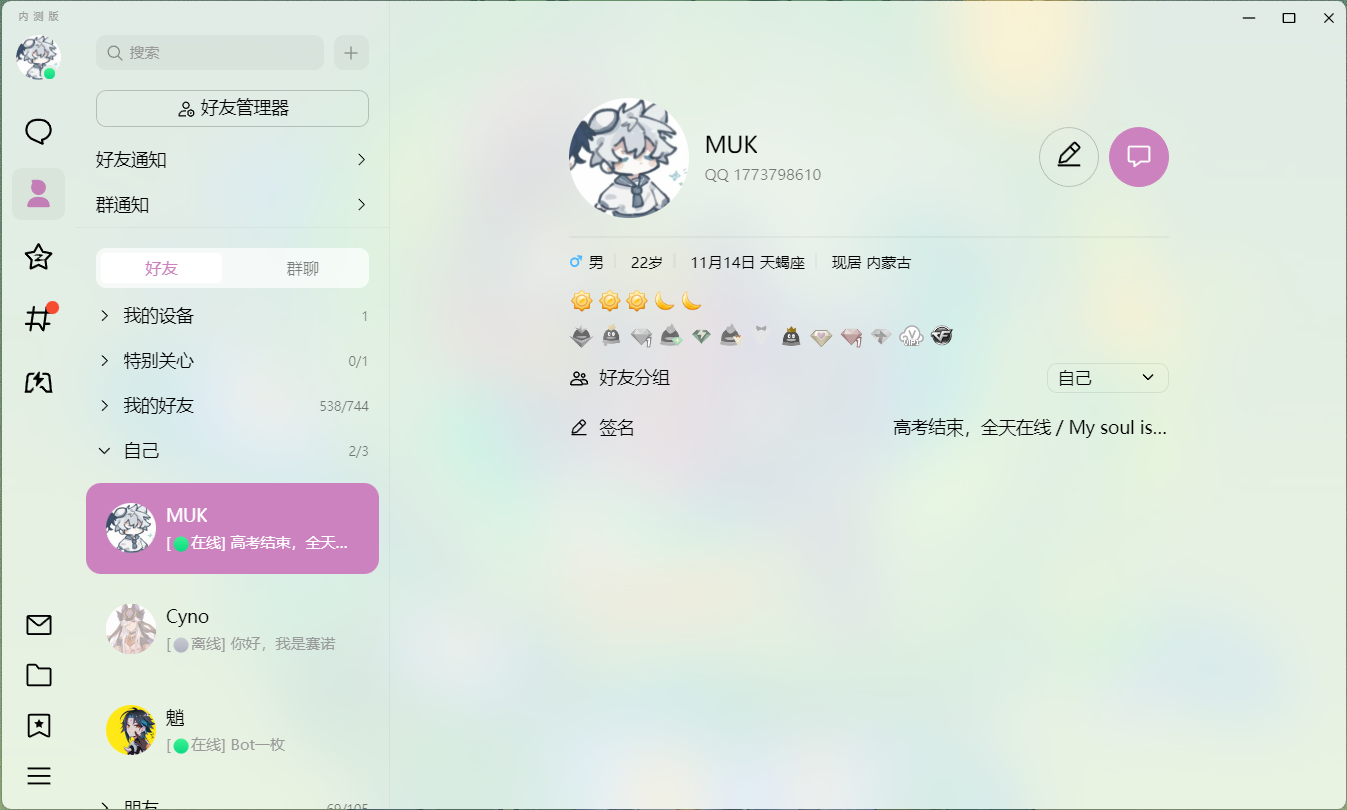 内测版
搜索
好友管理器
好友通知
群通知
好友
群聊
我的设备
1
特别关心
0/1
我的好友
538/744
自己
2/3
MUK
[在线] 高考结束，全天...
Cyno
[离线] 你好，我是赛诺
魈
[在线] Bot一枚
朋友
69/105
MUK
QQ 1773798610
男
22岁
11月14日 天蝎座
现居 内蒙古
好友分组
自己
签名
高考结束，全天在线 / My soul is...